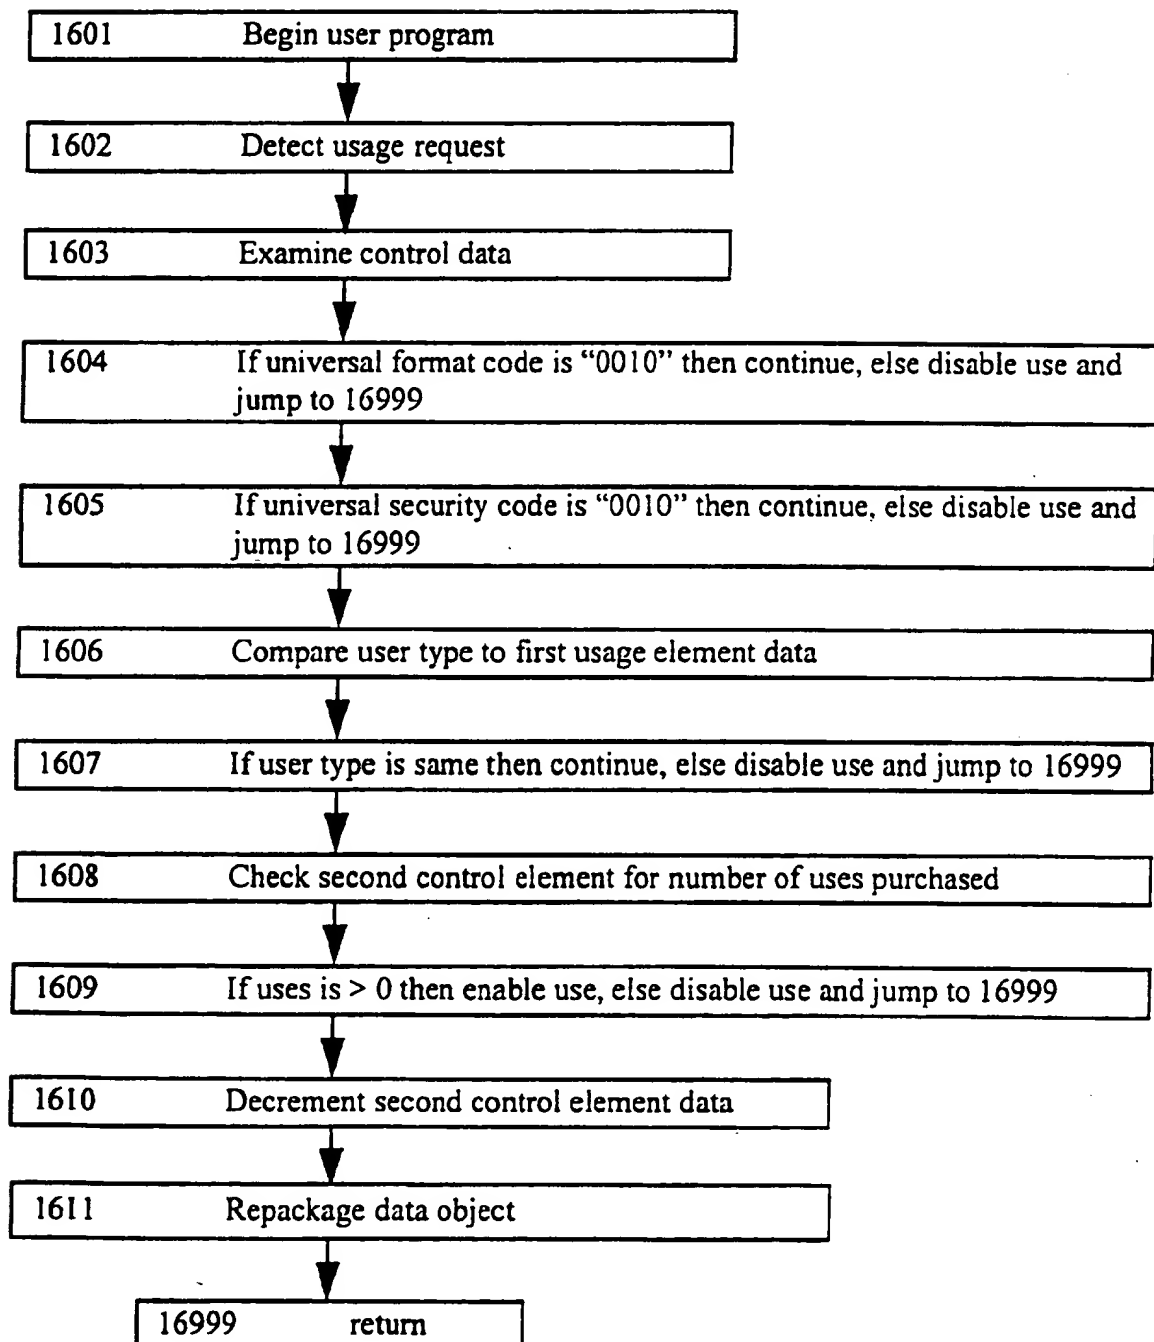 1601 Begin user program
1602 Detect usage request
1603 Examine control data
1604 If universal format code is “0010” then continue, else disable use and
jump to 16999
1605 If universal security code is “0010” then continue, else disable use and
jump to 16999
1606 Compare user type to first usage element data
1607 If user type is same then continue, else disable use and jump to 16999
1608 Check second control element for number of uses purchased
1609 If uses is > 0 then enable use, else disable use and jump to 16999
1610 Decrement second control element data
1611 Repackage data object
16999 return